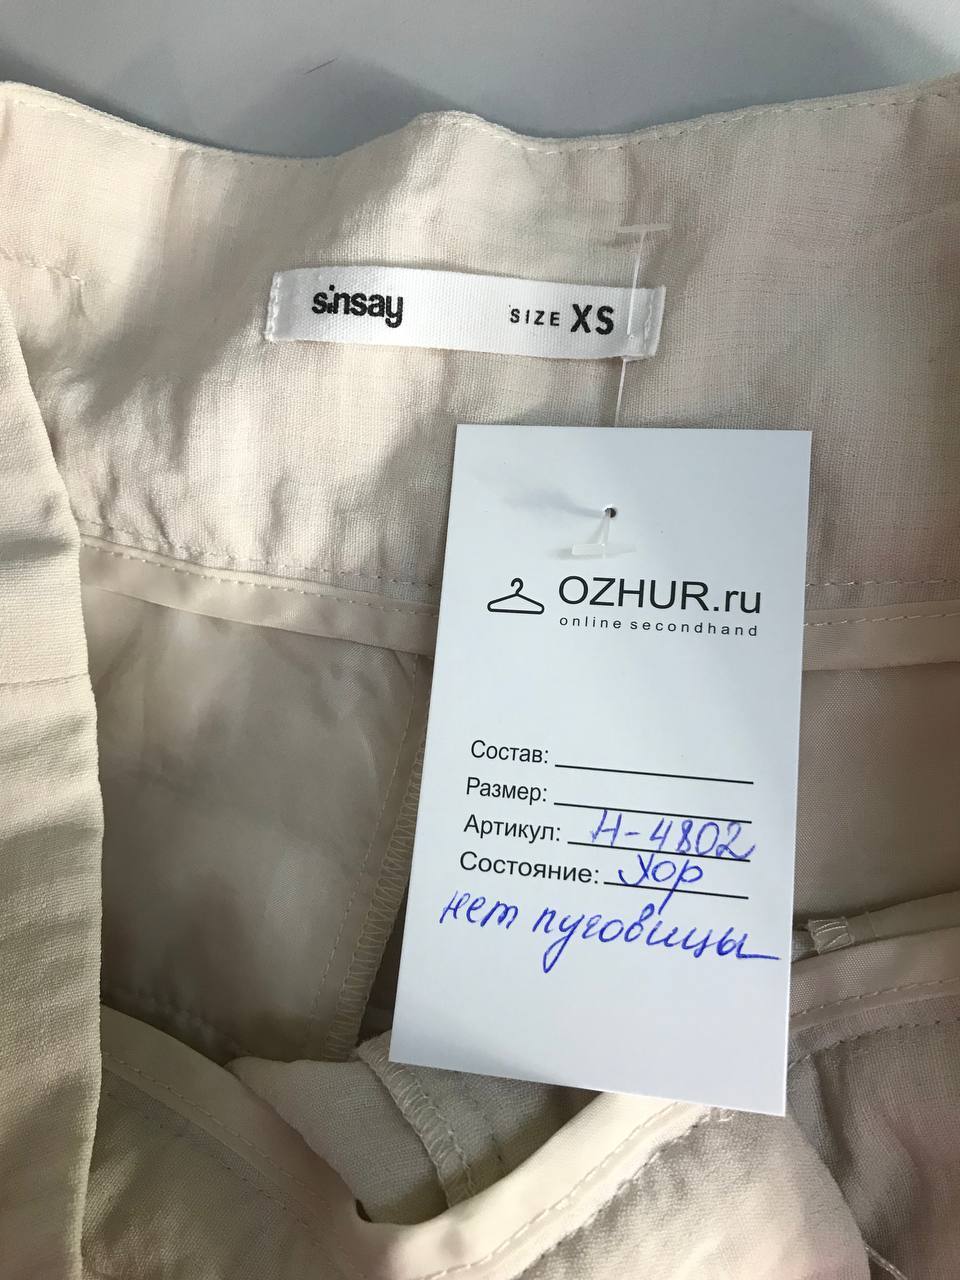 sinsay SIZE XS
OZHUR.ru
online secondhand
Состав:
Размер:
Артикул: Н-4802
Состояние: Хор
нет пуговицы